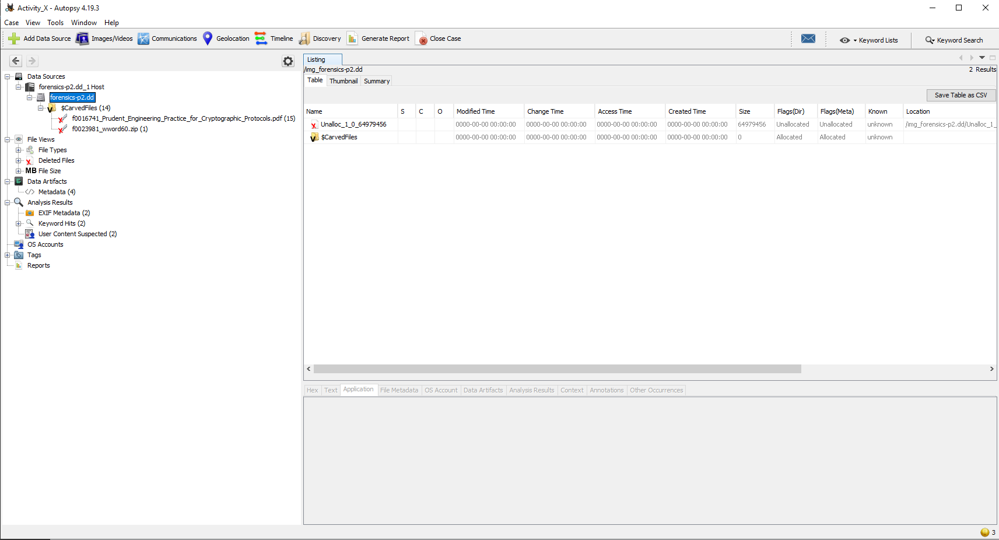 Activity_X - Autopsy 4.19.3
Case View Tools Window Help
Add Data Source Images/Videos Communications Geolocation Timeline Discovery Generate Report Close Case Keyword Lists Keyword Search
Data Sources
forensics-p2.dd_1 Host
forensics-p2.dd
$CarvedFiles (14)
f0016741_Prudent_Engineering_Practice_for_Cryptographic_Protocols.pdf (15)
f0023981_wword60.zip (1)
File Views
File Types
Deleted Files
MB File Size
Data Artifacts
Metadata (4)
Analysis Results
EXIF Metadata (2)
Keyword Hits (2)
User Content Suspected (2)
OS Accounts
Tags
Reports
Listing
/img_forensics-p2.dd
2 Results
Table Thumbnail Summary
Save Table as CSV
Name S C O Modified Time Change Time Access Time Created Time Size Flags(Dir) Flags(Meta) Known Location
Unalloc_1_0_64979456 0000-00-00 00:00:00 0000-00-00 00:00:00 0000-00-00 00:00:00 0000-00-00 00:00:00 64979456 Unallocated Unallocated unknown /img_forensics-p2.dd/Unalloc_1_
$CarvedFiles 0000-00-00 00:00:00 0000-00-00 00:00:00 0000-00-00 00:00:00 0000-00-00 00:00:00 0 Allocated Allocated unknown
Hex Text Application File Metadata OS Account Data Artifacts Analysis Results Context Annotations Other Occurrences
3